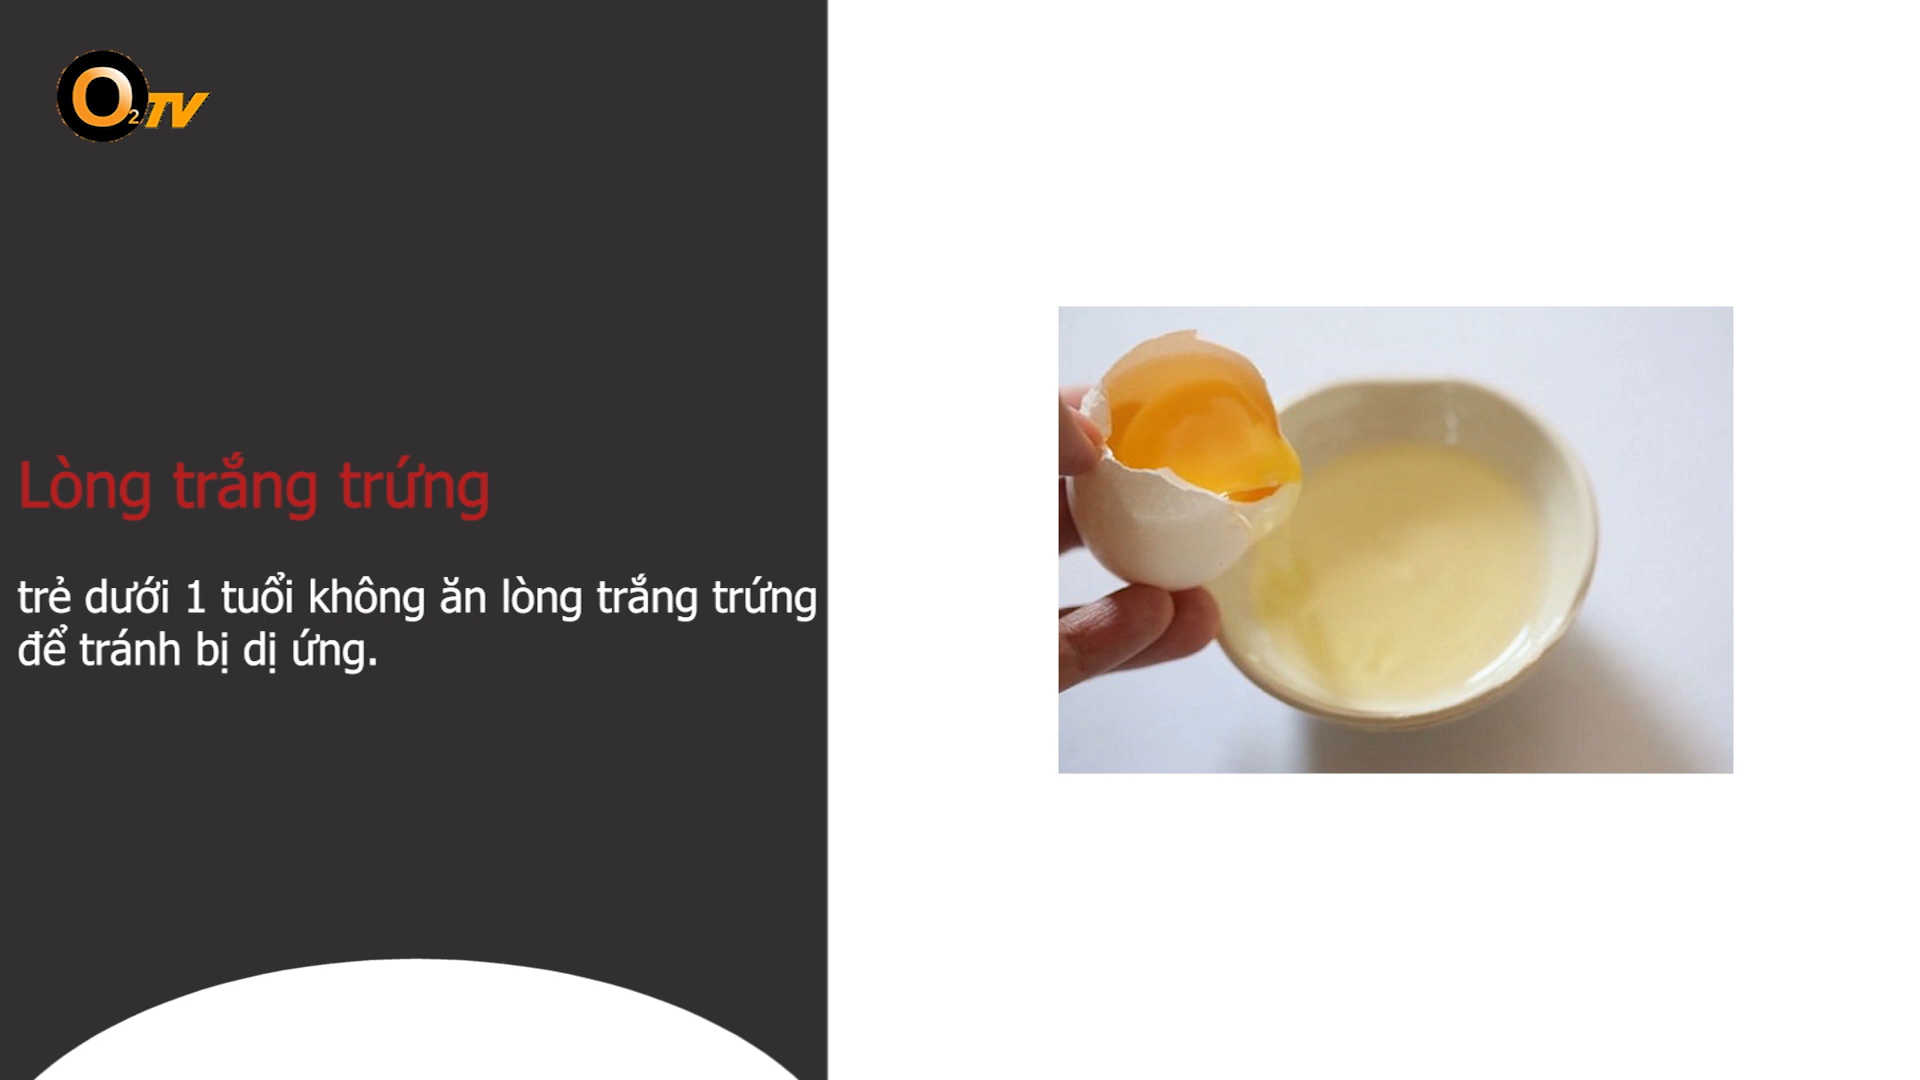 O2TV
Lòng trắng trứng
trẻ dưới 1 tuổi không ăn lòng trắng trứng
để tránh bị dị ứng.